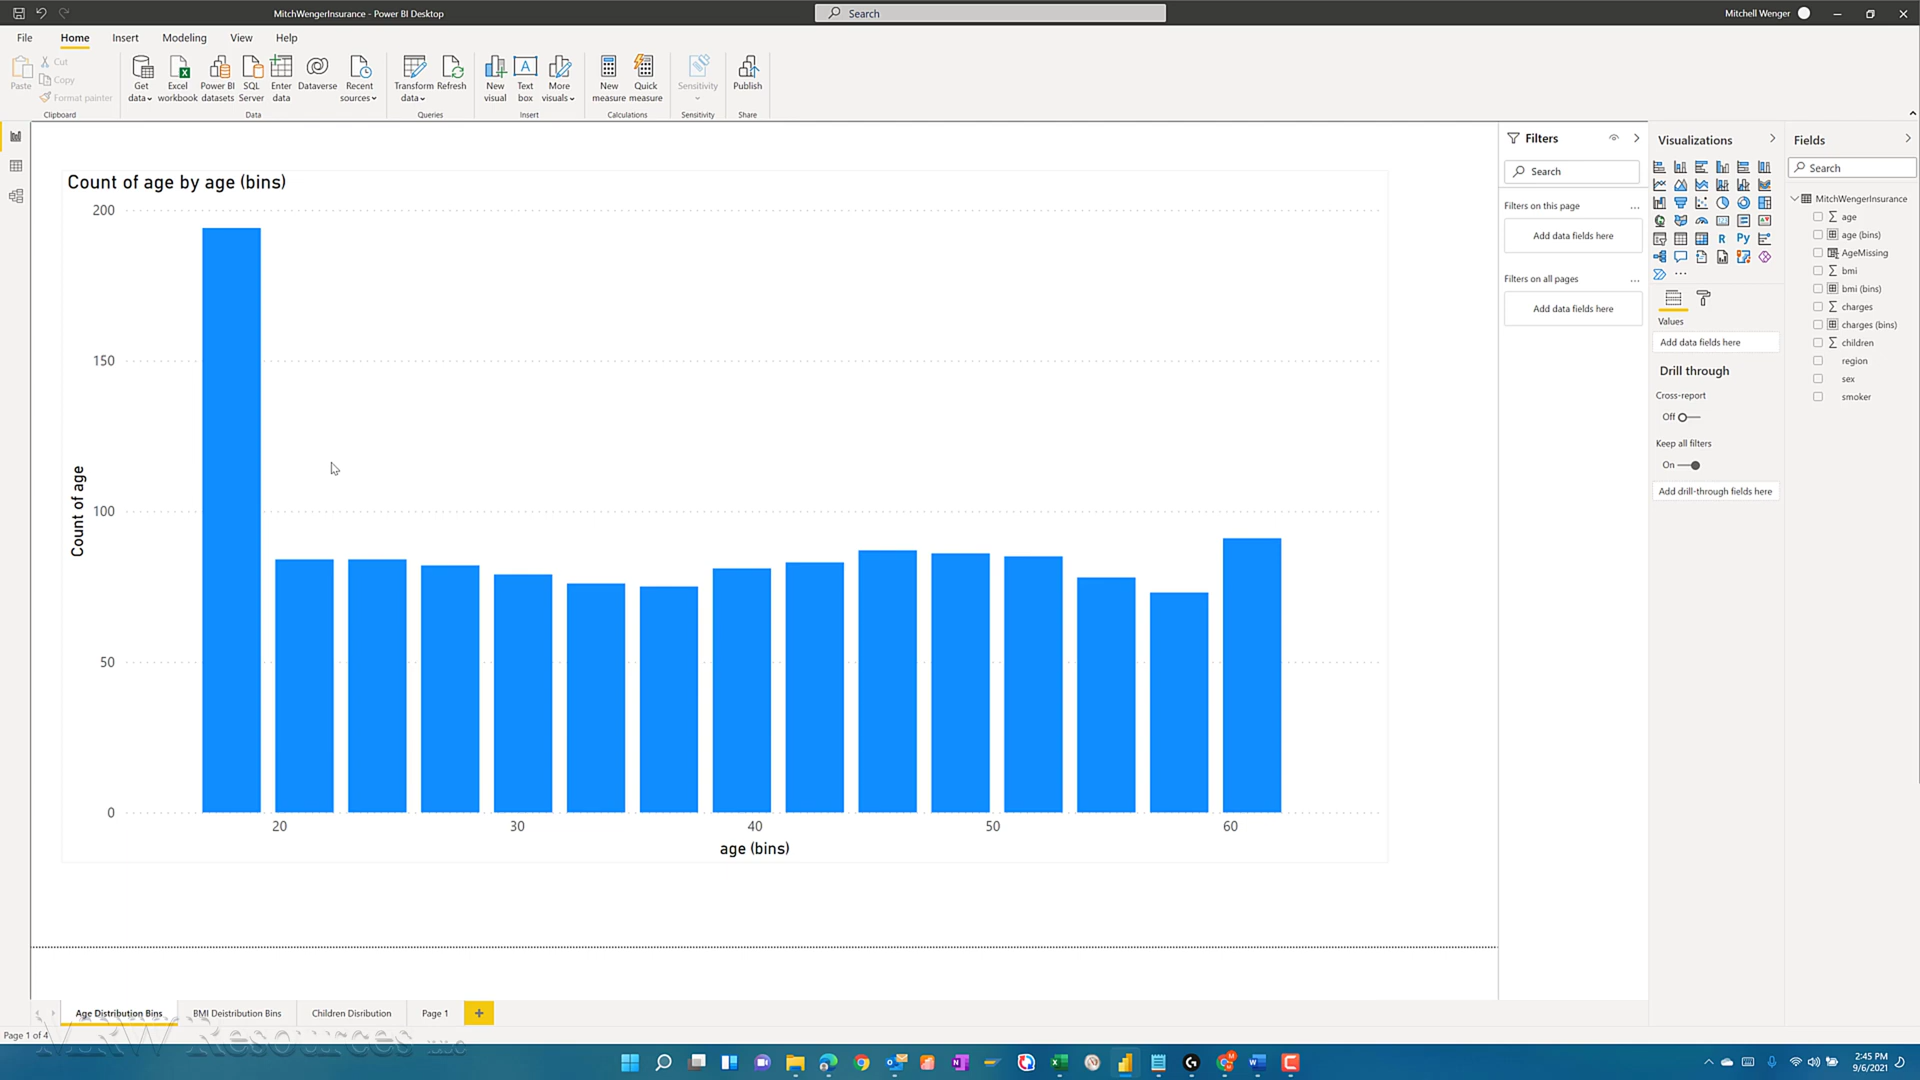 MitchWengerInsurance - Power BI Desktop
Search
Mitchell Wenger
File
Home
Insert
Modeling
View
Help
Paste
Cut
Copy
Format painter
Clipboard
Get data
Excel workbook
Power BI datasets
SQL Server
Enter data
Dataverse
Recent sources
Data
Transform data
Refresh
Queries
New visual
Text box
More visuals
Insert
New measure
Quick measure
Calculations
Sensitivity
Sensitivity
Publish
Share
Count of age by age (bins)
200
150
100
50
0
Count of age
20
30
40
50
60
age (bins)
Filters
Search
Filters on this page
Add data fields here
Filters on all pages
Add data fields here
Visualizations
R
Py
Values
Add data fields here
Drill through
Cross-report
Off
Keep all filters
On
Add drill-through fields here
Fields
Search
MitchWengerInsurance
age
age (bins)
AgeMissing
bmi
bmi (bins)
charges
charges (bins)
children
region
sex
smoker
Age Distribution Bins
BMI Deistribution Bins
Children Disribution
Page 1
Page 1 of 4
MRW Resources LLC
2:45 PM
9/6/2021